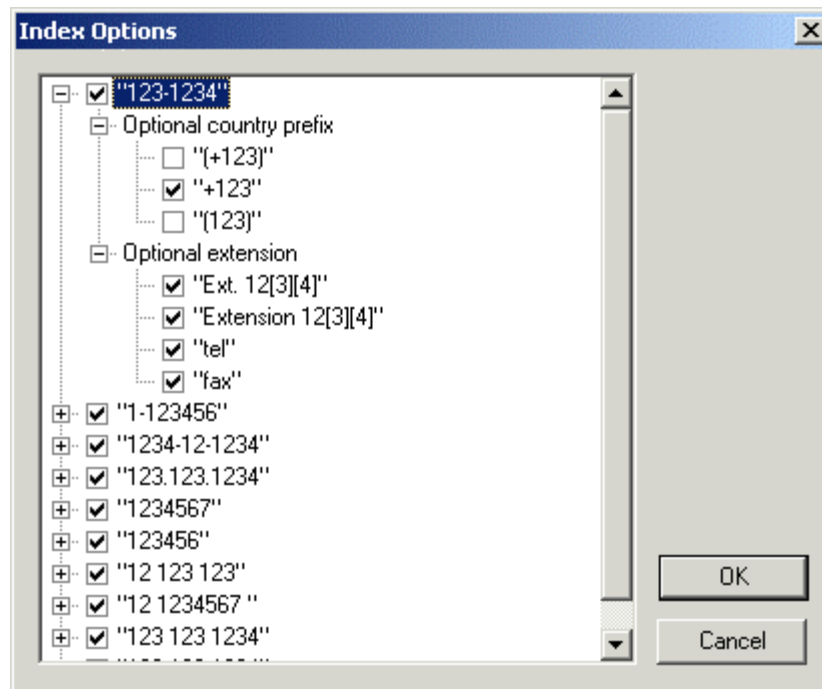 Index Options
"123-1234"
Optional country prefix
"(+123)"
"+123"
"(123)"
Optional extension
"Ext. 12[3][4]"
"Extension 12[3][4]"
"tel"
"fax"
"1-123456"
"1234-12-1234"
"123.123.1234"
"1234567"
"123456"
"12 123 123"
"12 1234567 "
"123 123 1234"
OK
Cancel